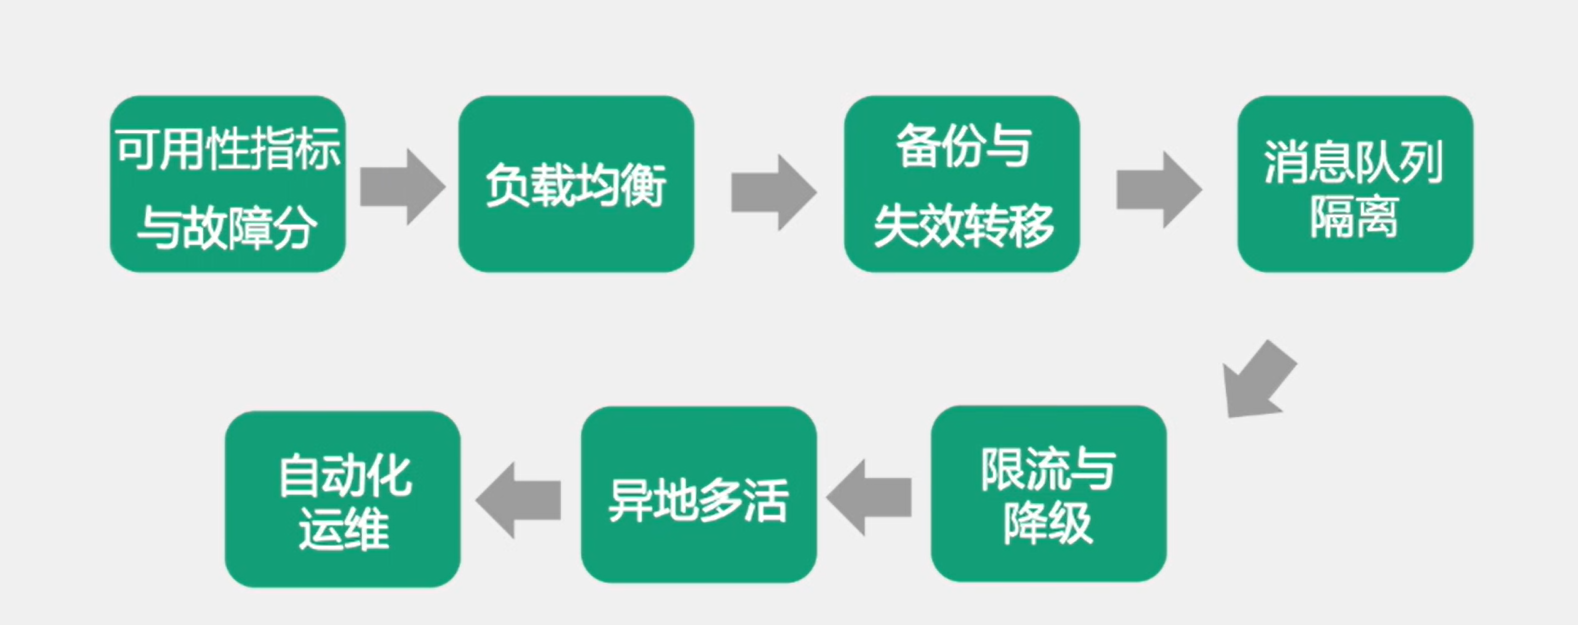 可用性指标
与故障分
负载均衡
备份与
失效转移
消息队列
隔离
限流与
降级
异地多活
自动化
运维